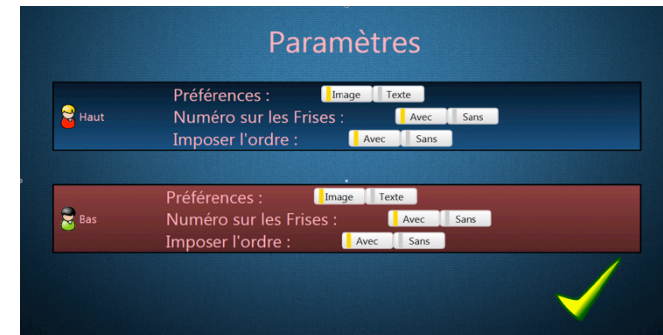 Paramètres
Préférences : Image Texte
Haut Numéro sur les Frises : Avec Sans
Imposer l'ordre : Avec Sans
Préférences : Image Texte
Bas Numéro sur les Frises : Avec Sans
Imposer l'ordre : Avec Sans